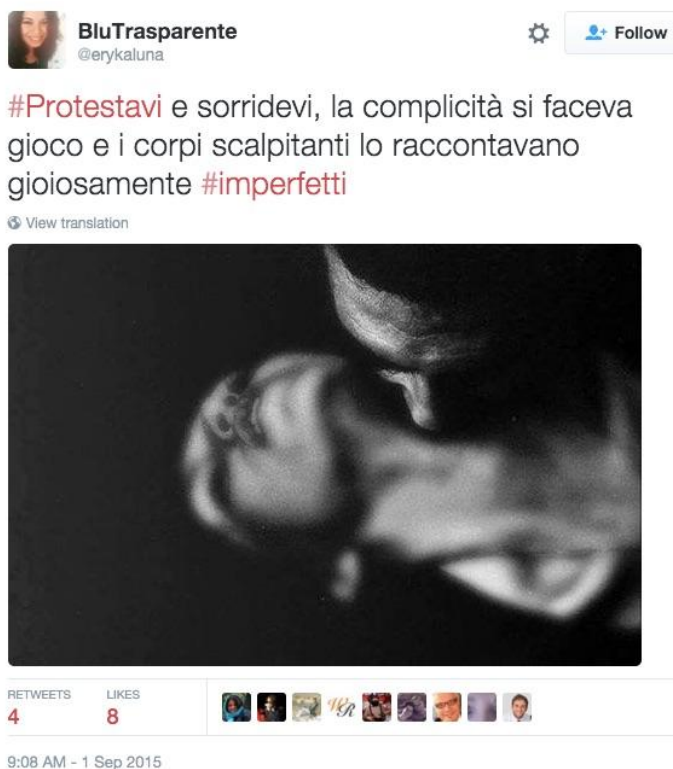 BluTrasparente
@erykaluna
Follow
#Protestavi e sorridevi, la complicità si faceva
gioco e i corpi scalpitanti lo raccontavano
gioiosamente #imperfetti
View translation
RETWEETS
LIKES
4
8
WR
9:08 AM - 1 Sep 2015